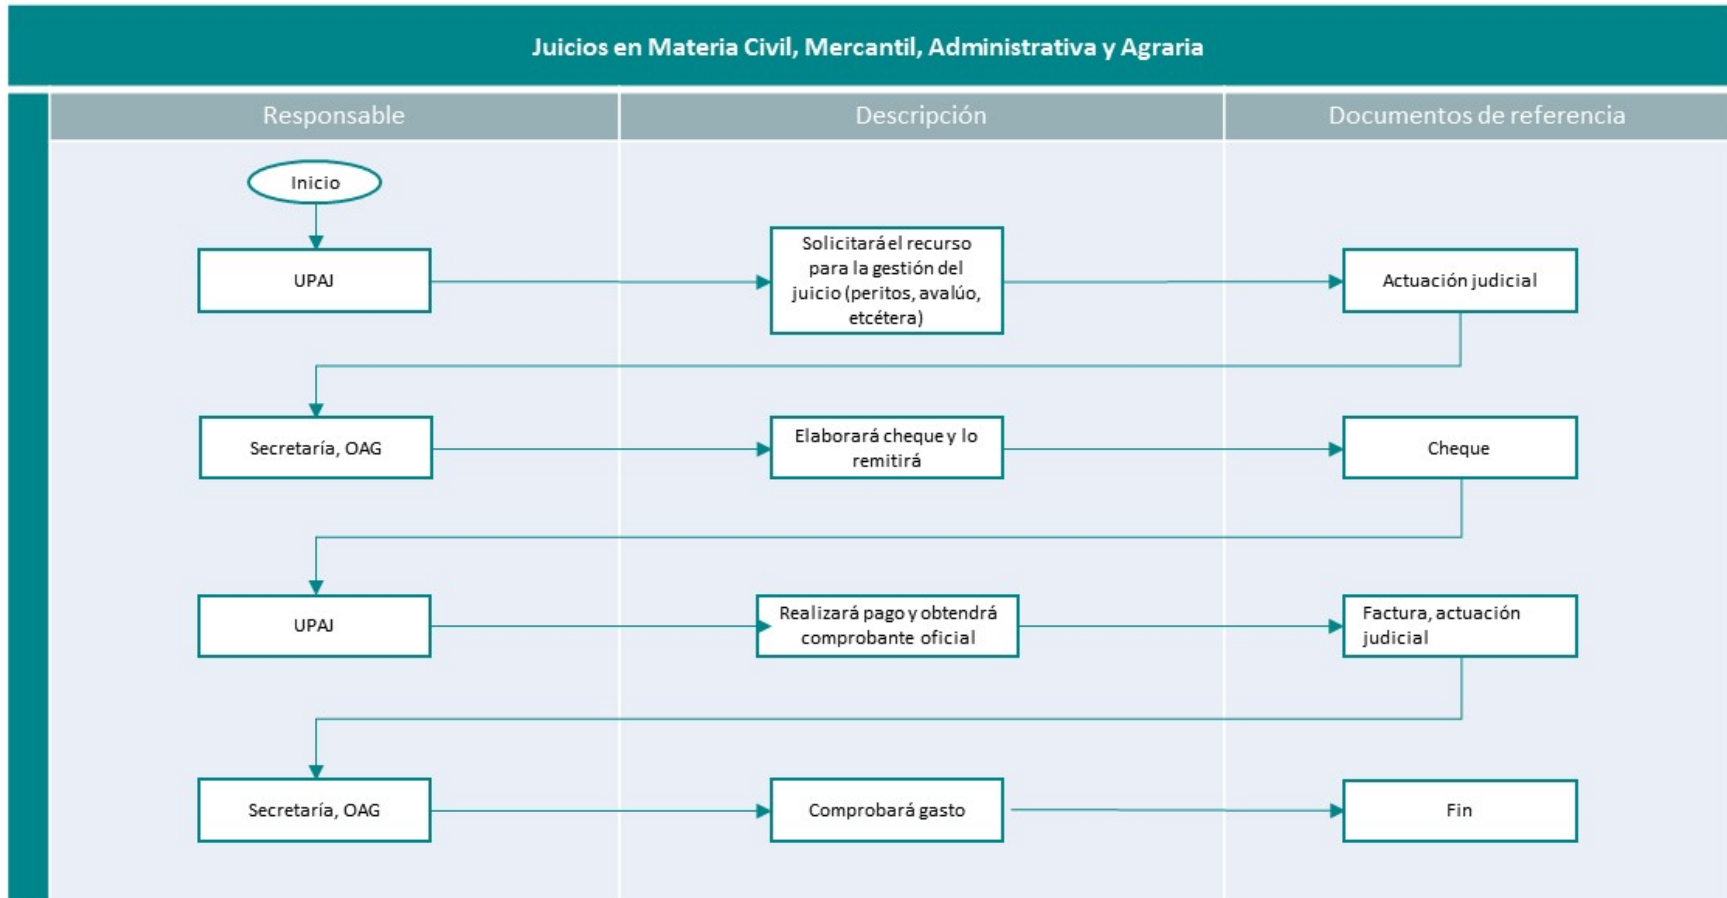 Juicios en Materia Civil, Mercantil, Administrativa y Agraria
Responsable
Descripción
Documentos de referencia
Inicio
UPAJ
Solicitará el recurso
para la gestión del
juicio (peritos, avalúo,
etcétera)
Actuación judicial
Secretaría, OAG
Elaborará cheque y lo
remitirá
Cheque
UPAJ
Realizará pago y obtendrá
comprobante oficial
Factura, actuación
judicial
Secretaría, OAG
Comprobará gasto
Fin